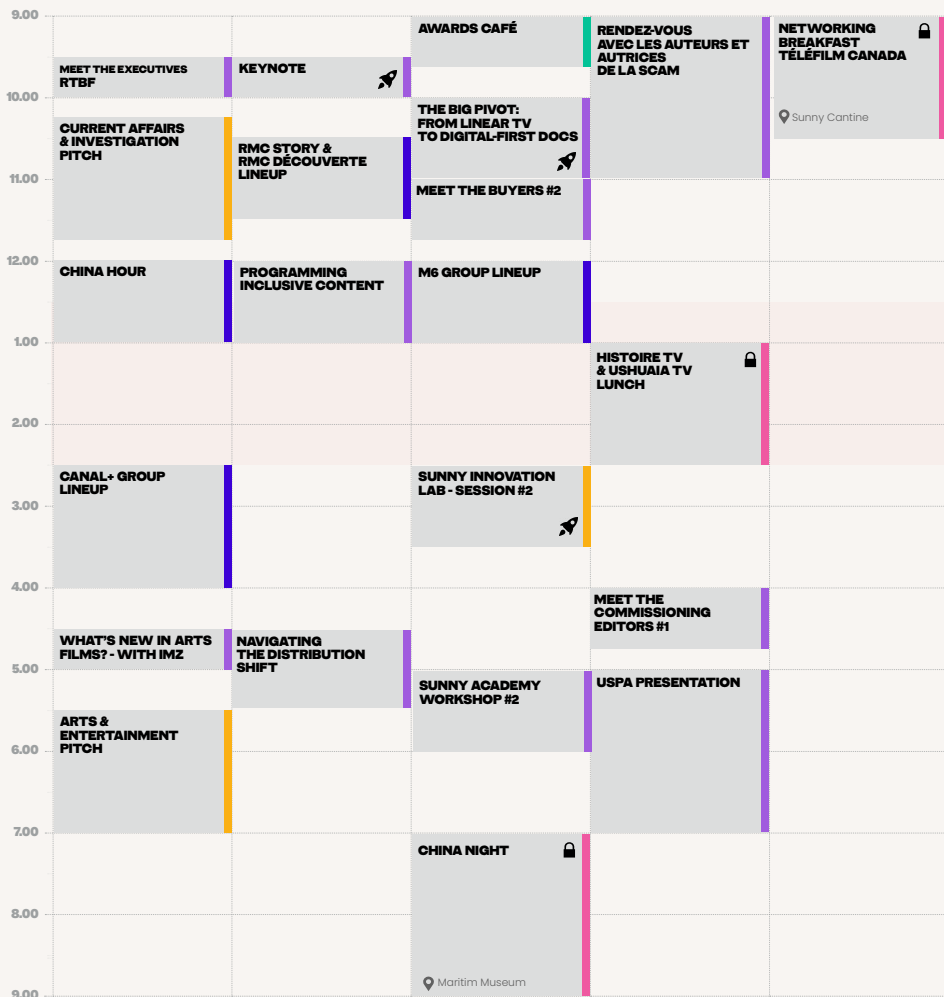 9.00
AWARDS CAFÉ
RENDEZ-VOUS
AVEC LES AUTEURS ET
AUTRICES
DE LA SCAM
NETWORKING
BREAKFAST
TÉLÉFILM CANADA
Sunny Cantine
MEET THE EXECUTIVES
RTBF
KEYNOTE
10.00
THE BIG PIVOT:
FROM LINEAR TV
TO DIGITAL-FIRST DOCS
CURRENT AFFAIRS
& INVESTIGATION
PITCH
RMC STORY &
RMC DÉCOUVERTE
LINEUP
11.00
MEET THE BUYERS #2
12.00
CHINA HOUR
PROGRAMMING
INCLUSIVE CONTENT
M6 GROUP LINEUP
1.00
HISTOIRE TV
& USHUAIA TV
LUNCH
2.00
CANAL+ GROUP
LINEUP
SUNNY INNOVATION
LAB - SESSION #2
3.00
4.00
MEET THE
COMMISSIONING
EDITORS #1
WHAT'S NEW IN ARTS
FILMS? - WITH IMZ
NAVIGATING
THE DISTRIBUTION
SHIFT
5.00
SUNNY ACADEMY
WORKSHOP #2
USPA PRESENTATION
ARTS &
ENTERTAINMENT
PITCH
6.00
7.00
CHINA NIGHT
Maritim Museum
8.00
9.00